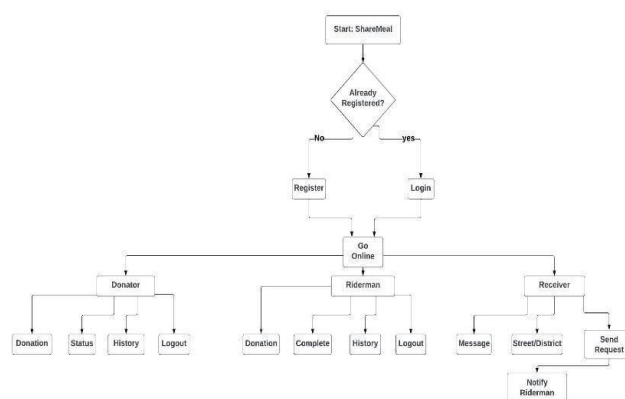 Start: ShareMeal
Already
Registered?
No
yes
Register
Login
Go
Online
Donator
Riderman
Receiver
Donation
Status
History
Logout
Donation
Complete
History
Logout
Message
Street/District
Send
Request
Notify
Riderman